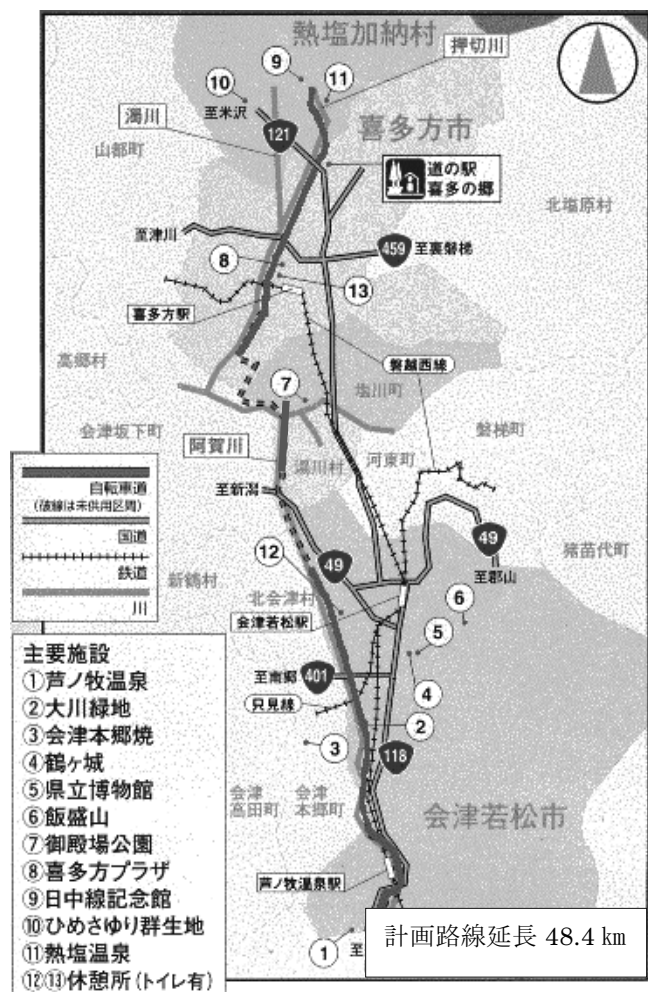 熱塩加納村
押切川
⑨
⑪
⑩
至米沢
濁川
121
喜多方市
山都町
道の駅
喜多の郷
北塩原村
至津川
459
至裏磐梯
⑧
⑬
喜多方駅
磐越西線
高郷村
⑦
塩川町
会津坂下町
磐梯町
阿賀川
湯川村
河東町
自転車道
(破線は未供用区間)
国道
鉄道
川
至新潟
49
49
猪苗代町
⑫
至郡山
新鶴村
北会津村
⑥
会津若松駅
⑤
主要施設
①芦ノ牧温泉
②大川緑地
③会津本郷焼
④鶴ヶ城
⑤県立博物館
⑥飯盛山
⑦御殿場公園
⑧喜多方プラザ
⑨日中線記念館
⑩ひめさゆり群生地
⑪熱塩温泉
⑫⑬休憩所(トイレ有)
至南郷
401
④
只見線
②
③
118
会津
高田町
会津
本郷町
会津若松市
芦ノ牧温泉駅
①
至
計画路線延長 48.4 km